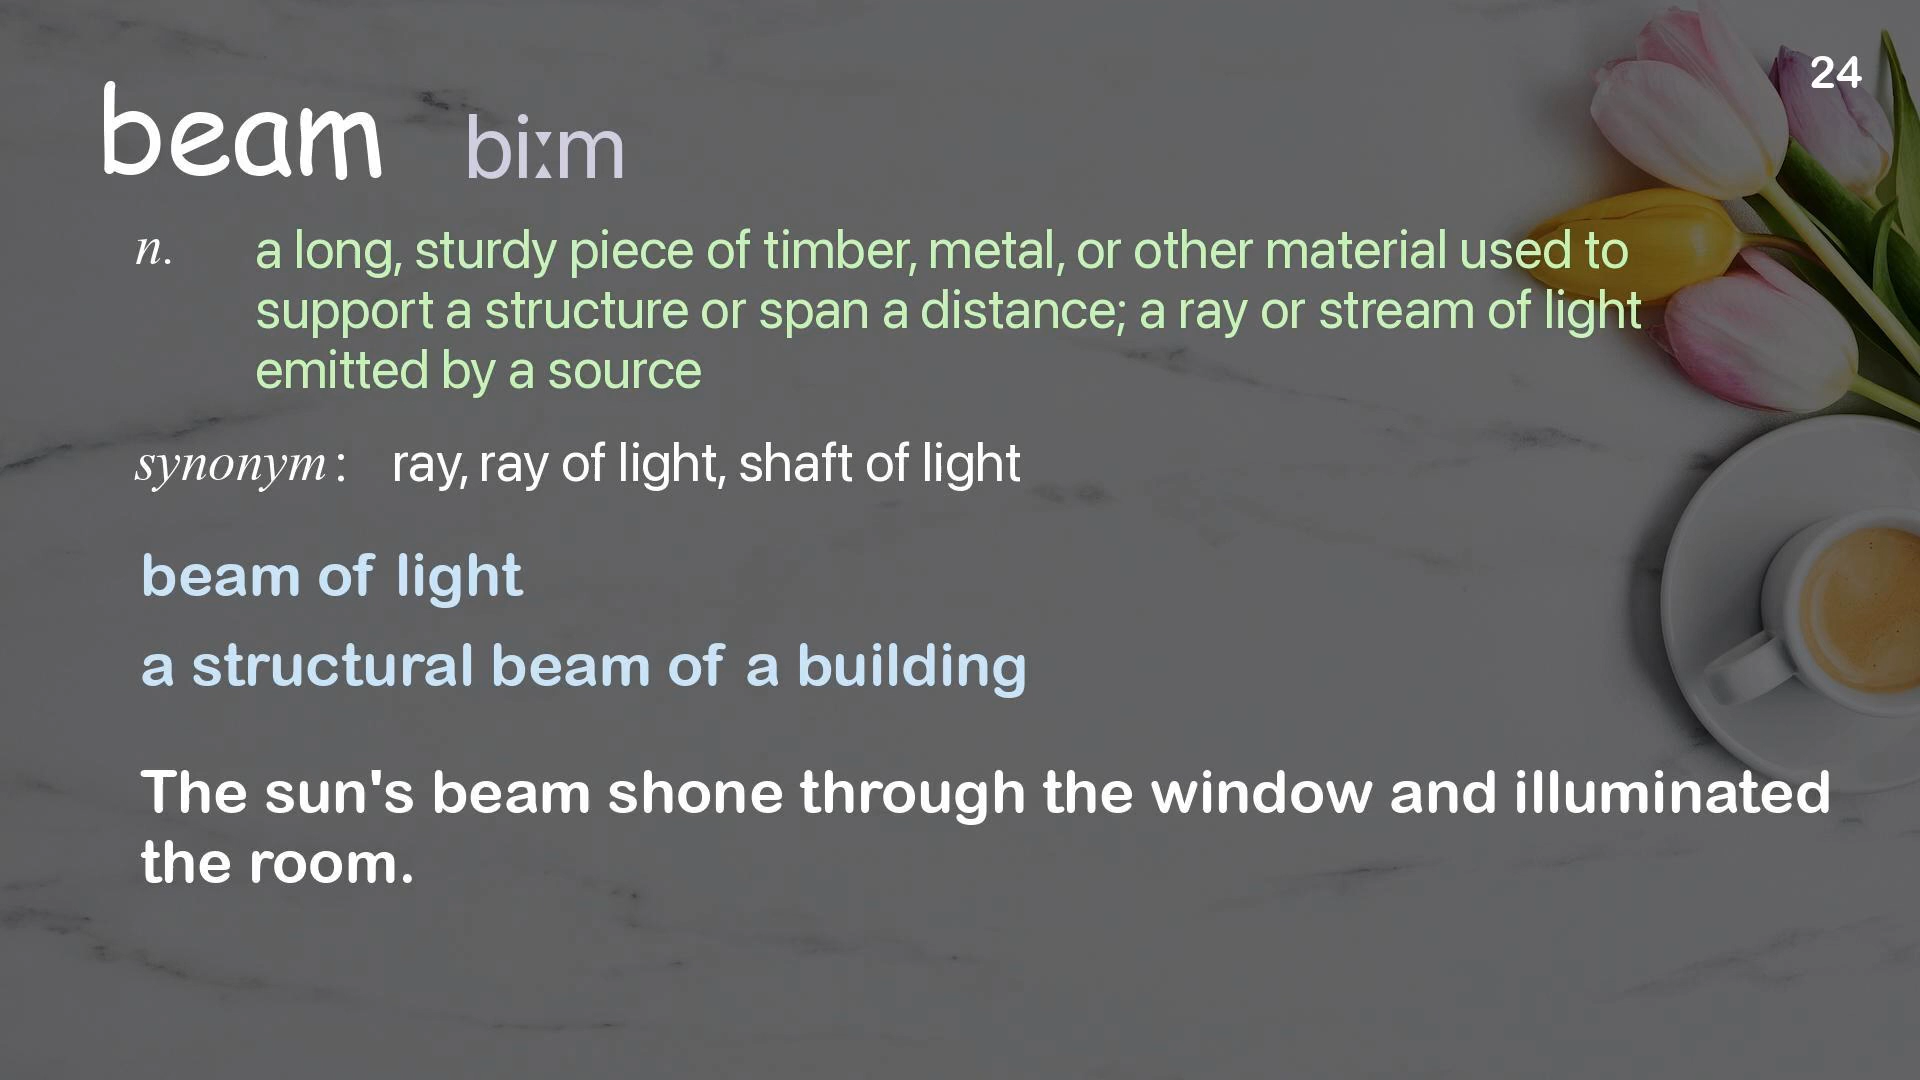 24
beam biːm
n. a long, sturdy piece of timber, metal, or other material used to
support a structure or span a distance; a ray or stream of light
emitted by a source
synonym: ray, ray of light, shaft of light
beam of light
a structural beam of a building
The sun's beam shone through the window and illuminated
the room.